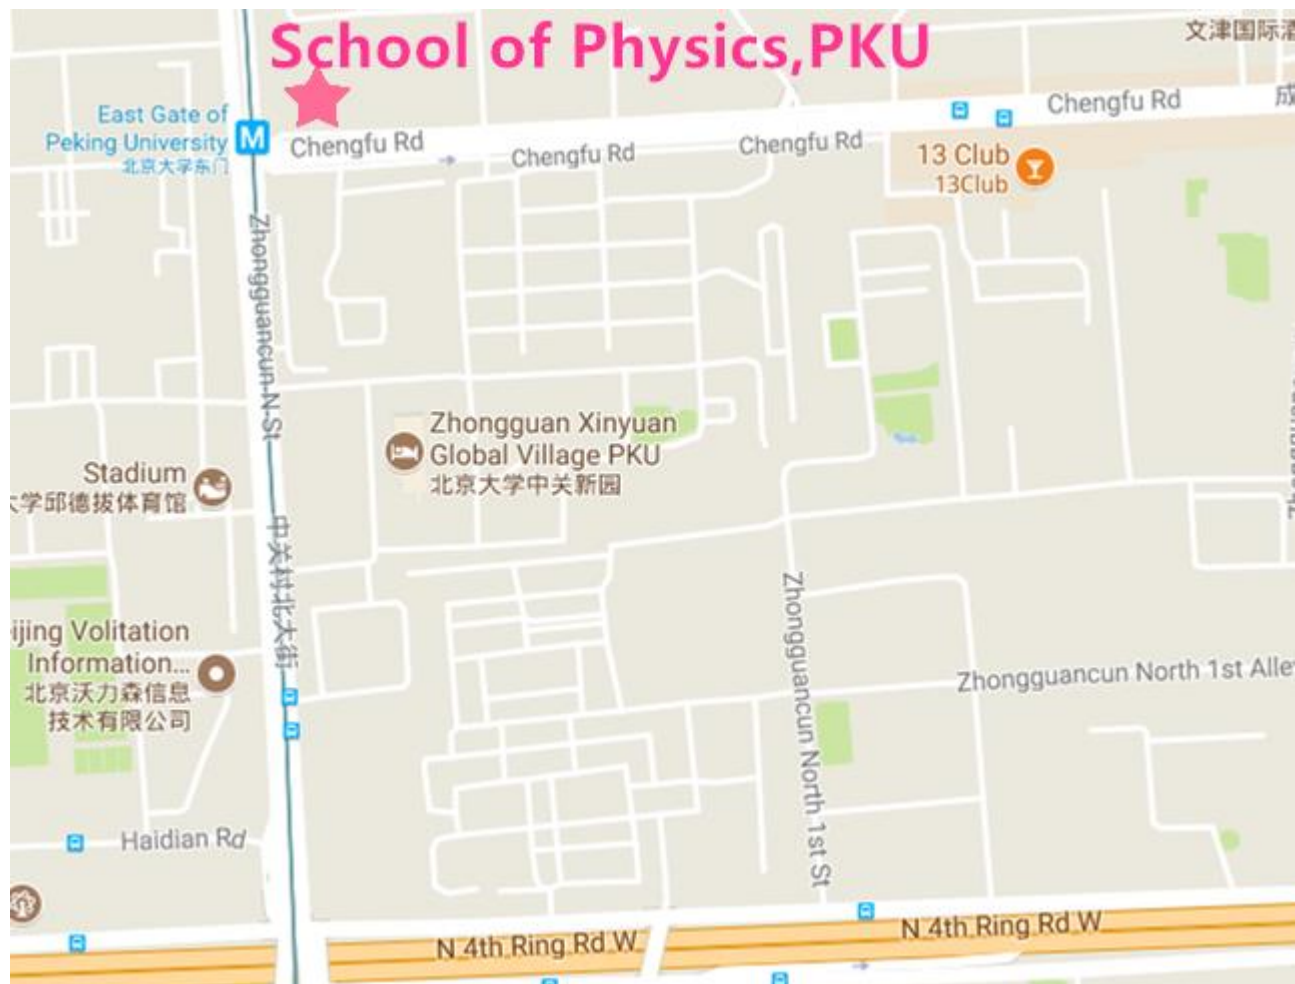 School of Physics,PKU
文津国际酒
East Gate of
Peking University
北京大学东门
M
Chengfu Rd
Chengfu Rd
Chengfu Rd
Chengfu Rd
成
13 Club
13Club
Zhongguancun N St
Zhongguan Xinyuan
Global Village PKU
北京大学中关新园
Stadium
大学邱德拔体育馆
中关村北大街
ijing Volitation
Information...
北京沃力森信息
技术有限公司
Zhongguancun North 1st St
Zhongguancun North 1st Alle
Haidian Rd
N 4th Ring Rd W
N 4th Ring Rd W